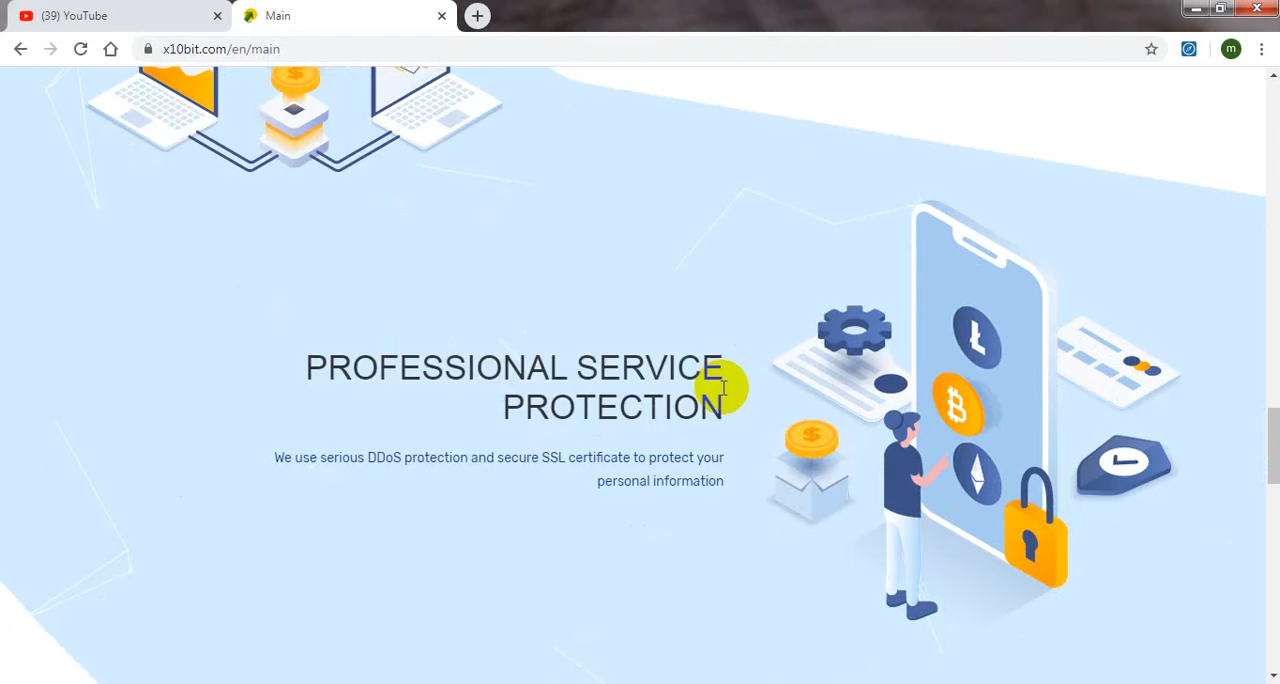 (39) YouTube
Main
x10bit.com/en/main
m
PROFESSIONAL SERVICE
PROTECTION
We use serious DDoS protection and secure SSL certificate to protect your
personal information